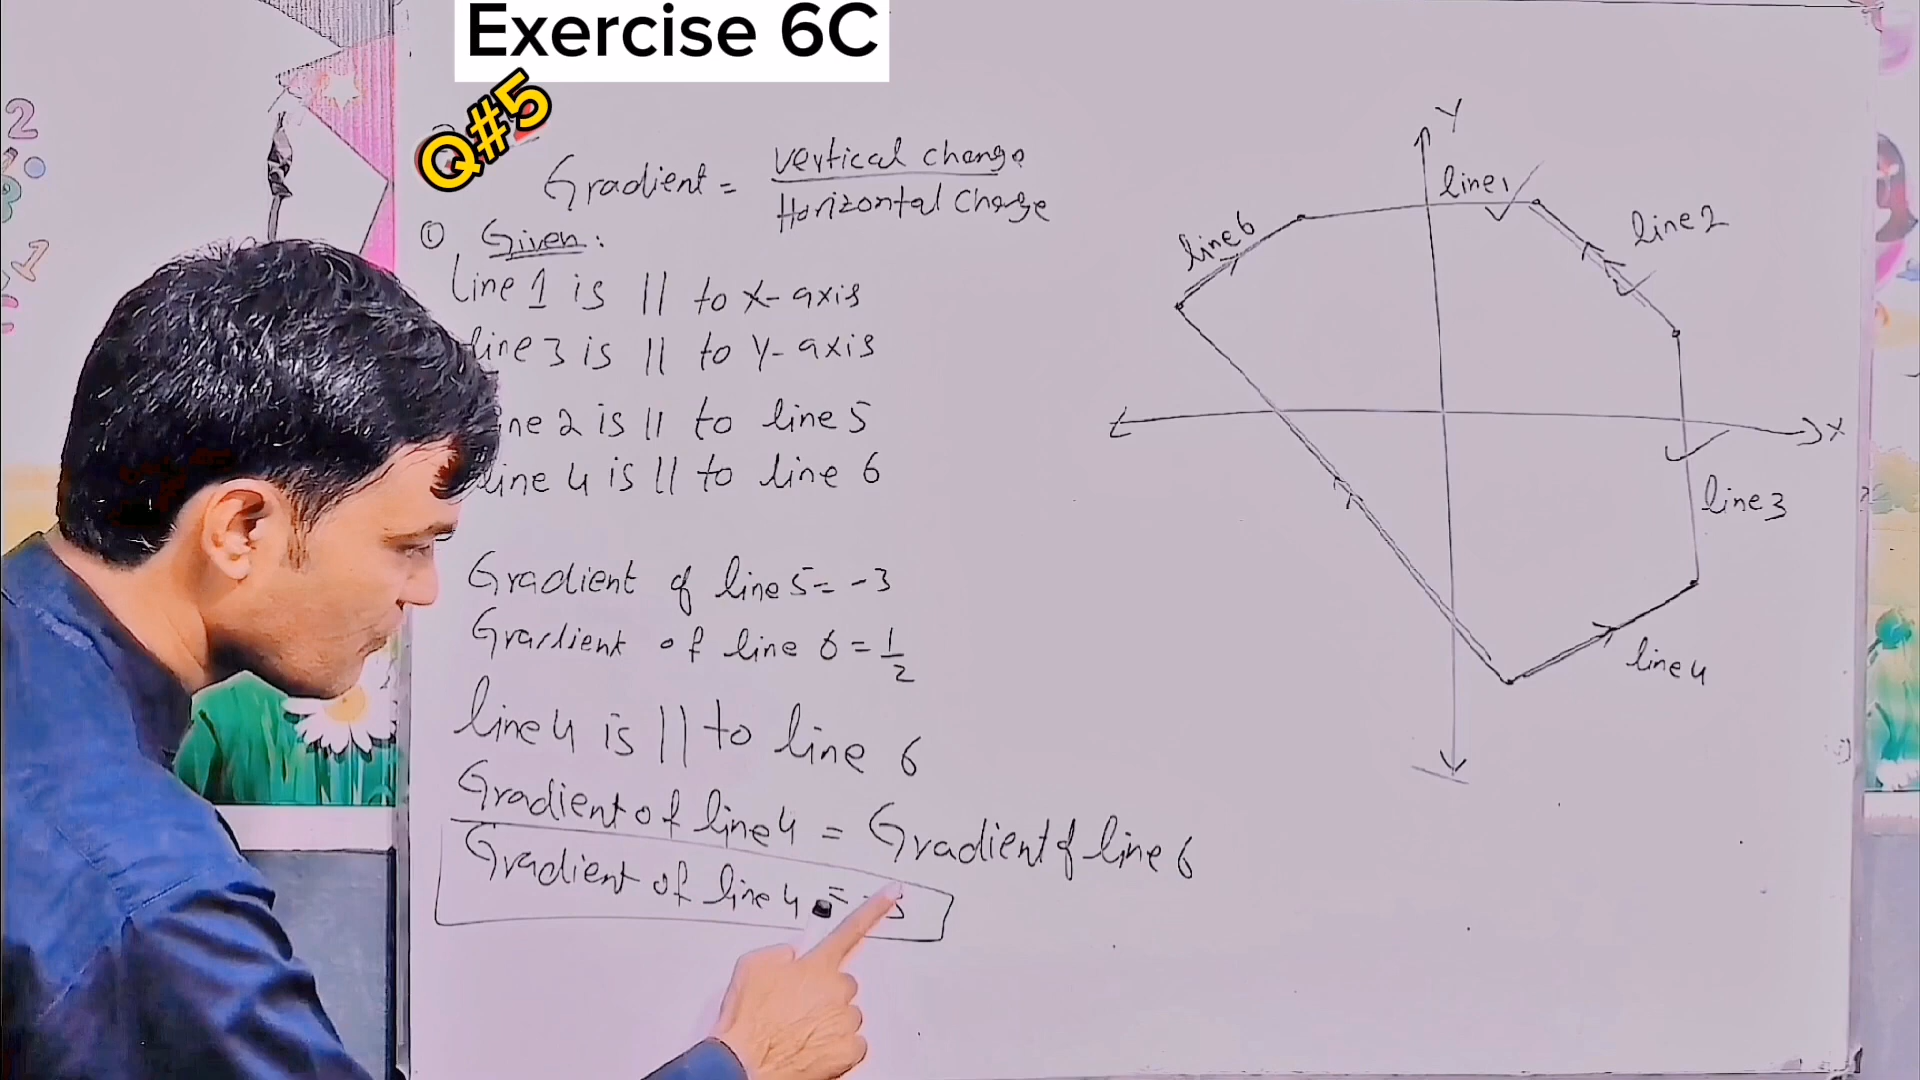 Exercise 6C
Q#5
Gradient = vertical change
Horizontal Change
① Given:
Line 1 is || to x-axis
line 3 is || to Y-axis
ine 2 is || to line 5
line 4 is || to line 6
Gradient of line 5 = -3
Gradient of line 6 = 1/2
line 4 is || to line 6
Gradient of line 4 = Gradient of line 6
Gradient of line 4 =
Y
line 1
line 2
line 6
X
line 3
line 4
2
1